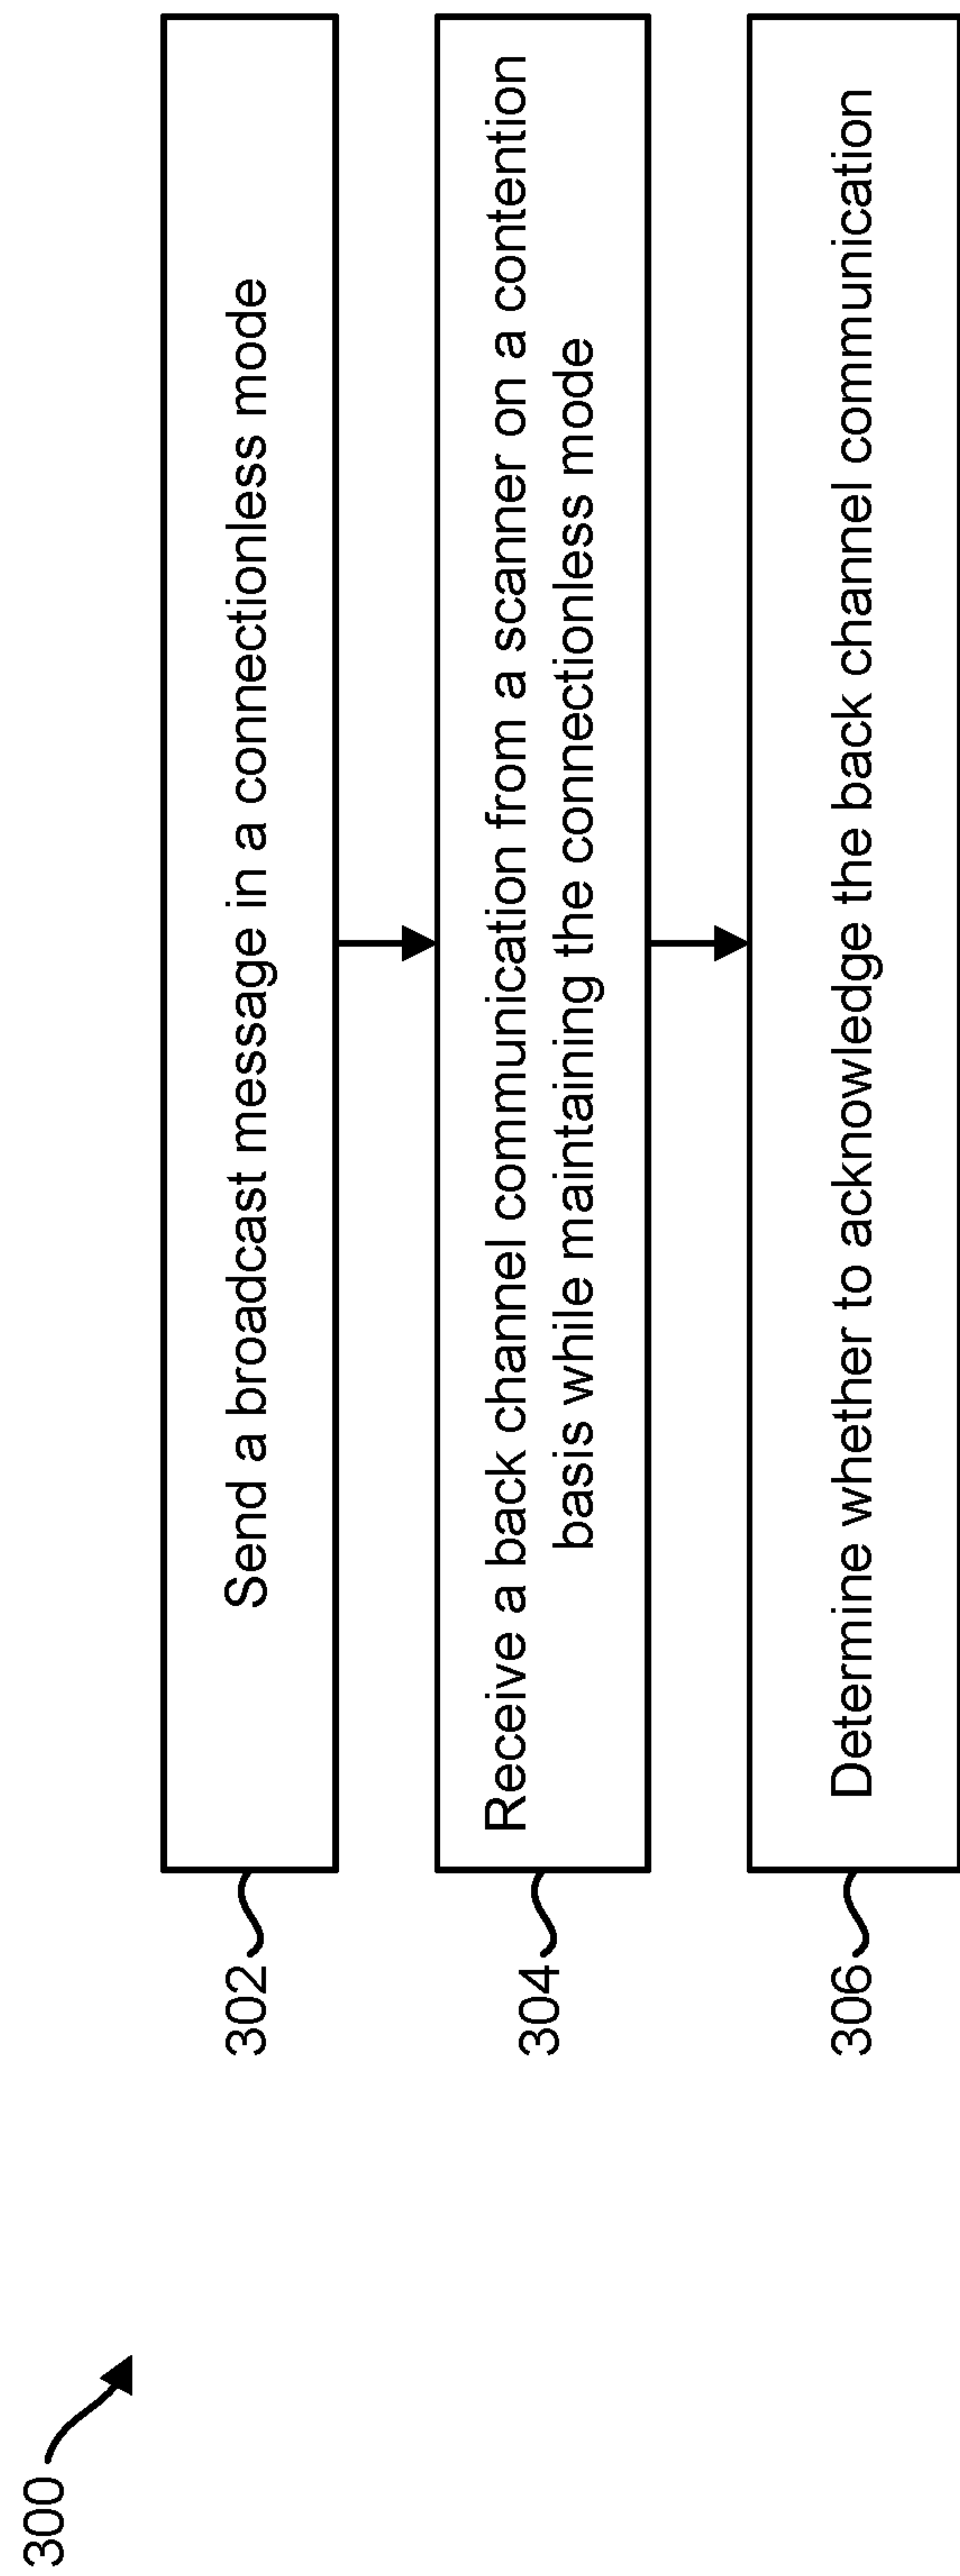 300
302
Send a broadcast message in a connectionless mode
304
Receive a back channel communication from a scanner on a contention
basis while maintaining the connectionless mode
306
Determine whether to acknowledge the back channel communication